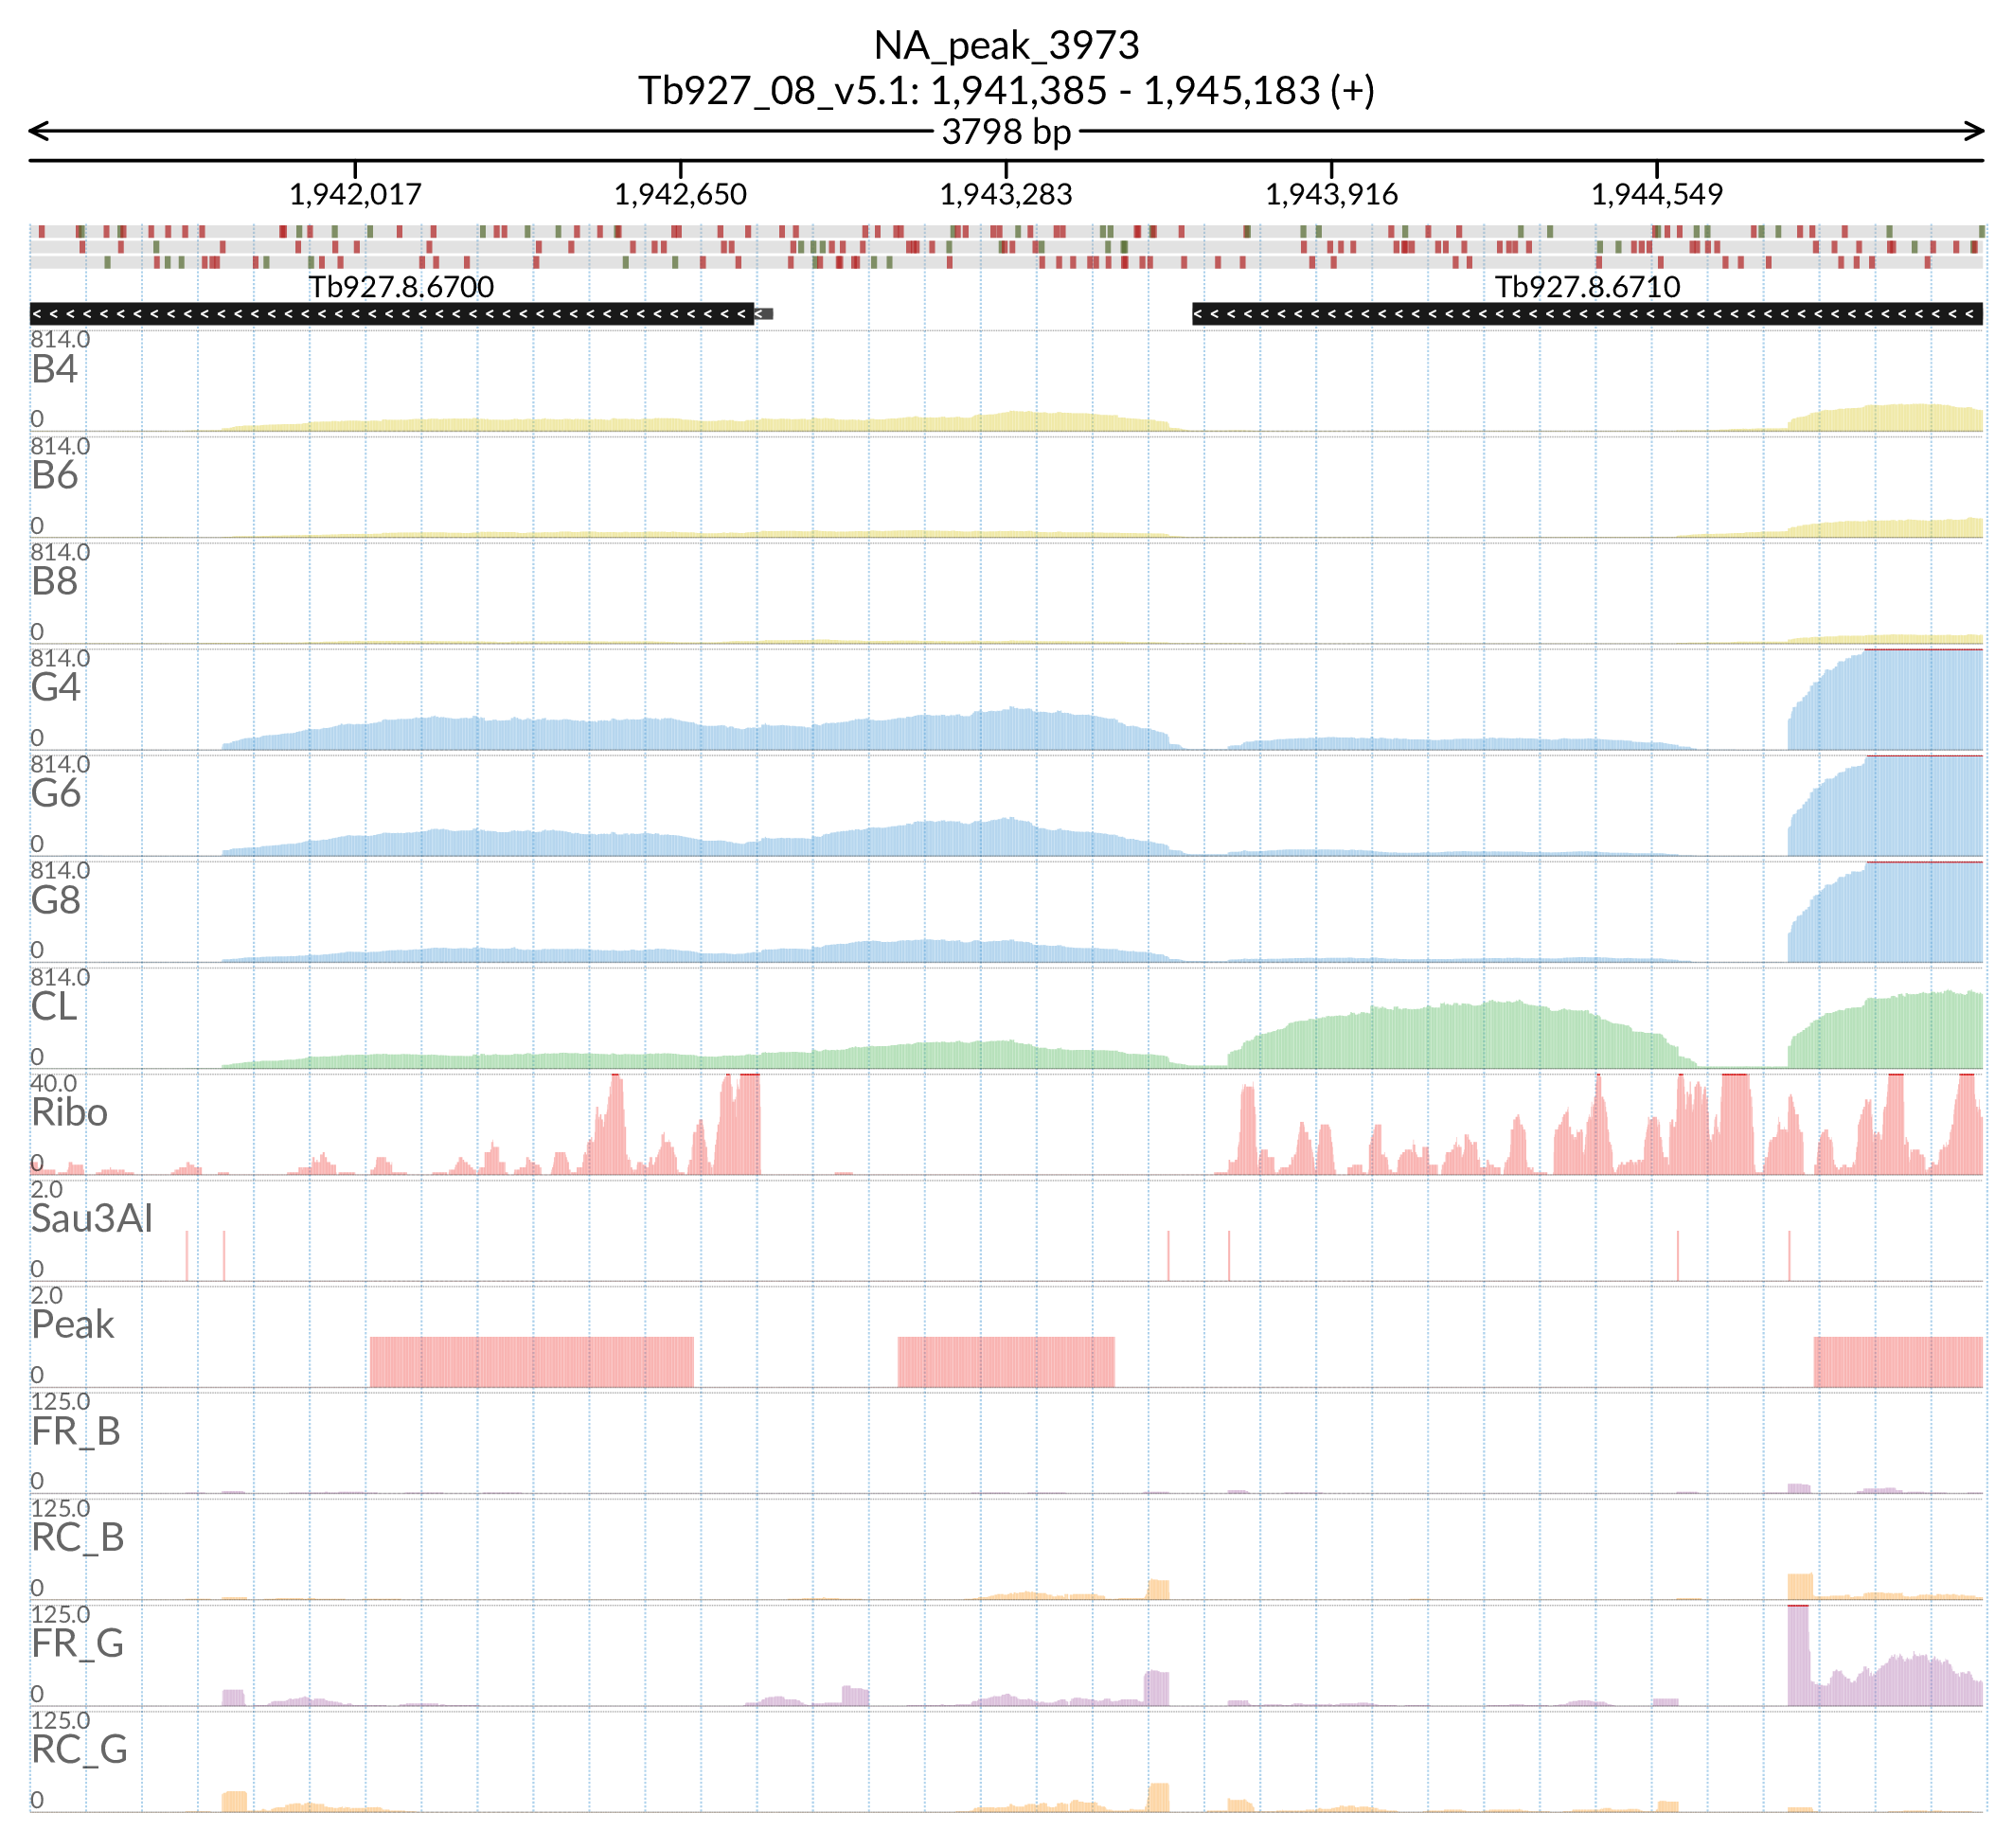 NA_peak_3973
Tb927_08_v5.1: 1,941,385 - 1,945,183 (+)
3798 bp
1,942,017 1,942,650 1,943,283 1,943,916 1,944,549
Tb927.8.6700 Tb927.8.6710
814.0
B4
0
814.0
B6
0
814.0
B8
0
814.0
G4
0
814.0
G6
0
814.0
G8
0
814.0
CL
0
40.0
Ribo
0
2.0
Sau3AI
0
2.0
Peak
0
125.0
FR_B
0
125.0
RC_B
0
125.0
FR_G
0
125.0
RC_G
0